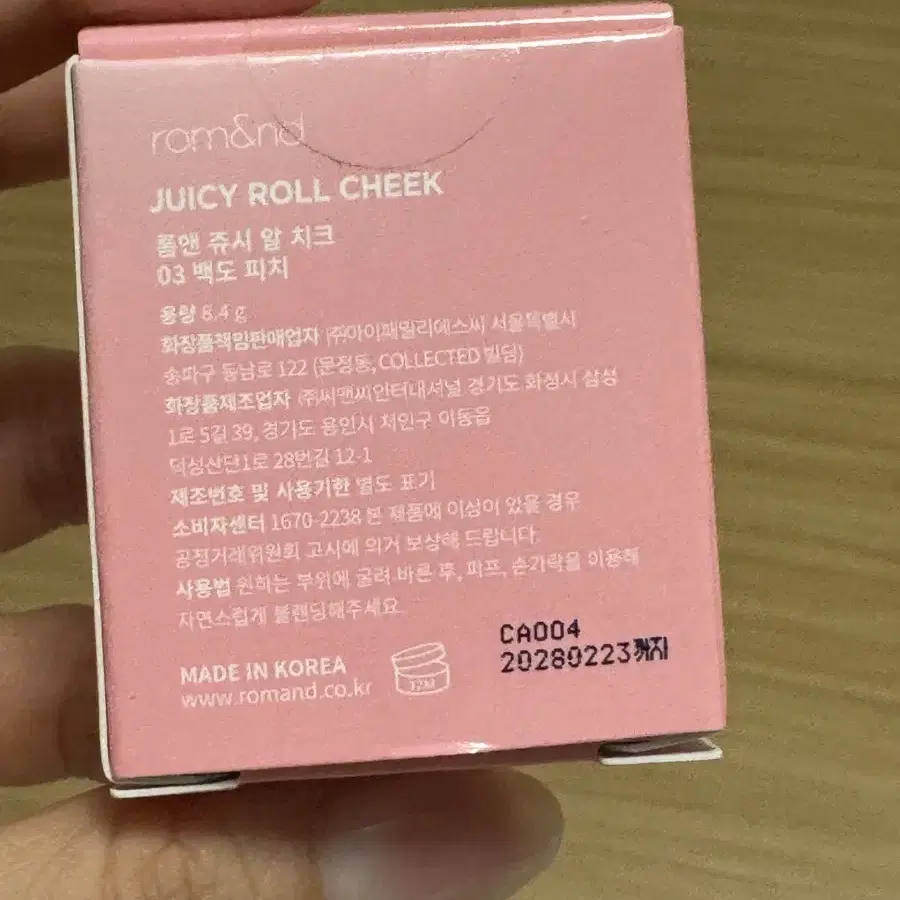 rom&nd
JUICY ROLL CHEEK
롬앤 쥬시 알 치크
03 백도 피치
용량 8.4 g
화장품책임판매업자 ㈜아이패밀리에스씨 서울특별시
송파구 동남로 122 (문정동, COLLECTED 빌딩)
화장품제조업자 ㈜씨앤씨인터내셔널 경기도 화성시 삼성
1로 5길 39, 경기도 용인시 처인구 이동읍
덕성산단1로 28번길 12-1
제조번호 및 사용기한 별도 표기
소비자센터 1670-2238 본 제품에 이상이 있을 경우
공정거래위원회 고시에 의거 보상해 드립니다.
사용법 원하는 부위에 굴려 바른 후, 퍼프, 손가락을 이용해
자연스럽게 블렌딩해주세요.
MADE IN KOREA
www.romand.co.kr
12M
CA004
20280223까지